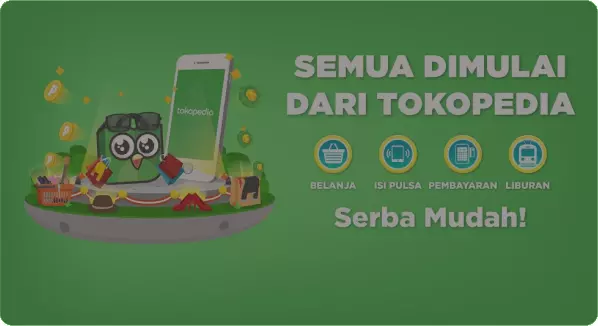 SEMUA DIMULAI
DARI TOKOPEDIA
tokopedia
BELANJA ISI PULSA PEMBAYARAN LIBURAN
Serba Mudah!